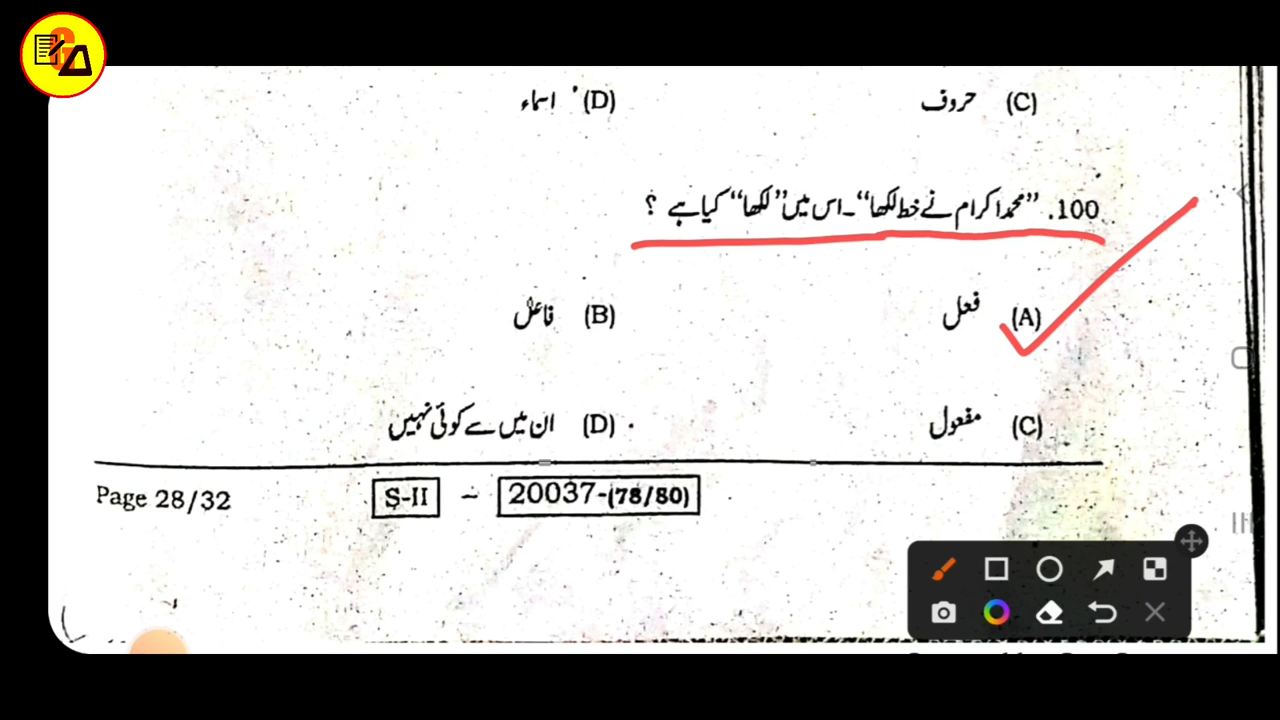 (C) حروف (D) اسماء
100. "محمد اکرام نے خط لکھا"۔ اس میں "لکھا" کیا ہے ؟
(A) فعل (B) فاعل
(C) مفعول (D) ان میں سے کوئی نہیں
Page 28/32 S-II – 20037-(78/80)